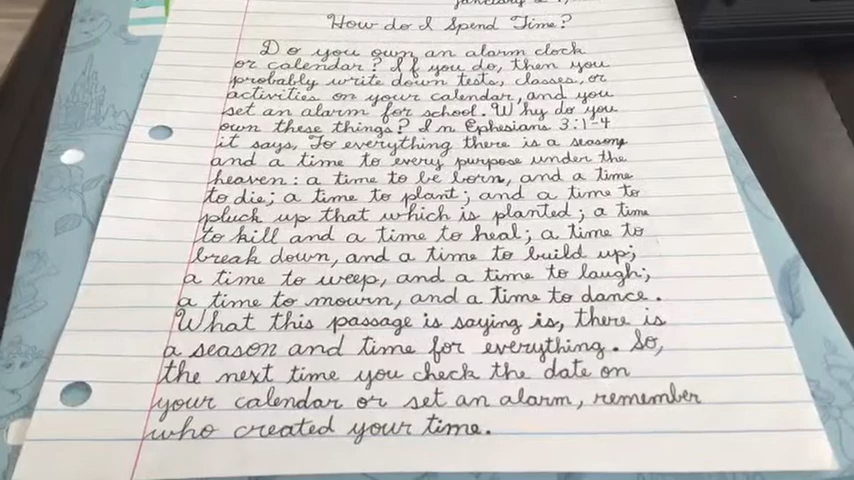 How do I Spend Time?
Do you own an alarm clock
or calendar? If you do, then you
probably write down tests, classes, or
activities on your calendar, and you
set an alarm for school. Why do you
own these things? In Ephesians 3:1-4
it says, To everything there is a season,
and a time to every purpose under the
heaven: a time to be born, and a time
to die; a time to plant; and a time to
pluck up that which is planted; a time
to kill and a time to heal; a time to
break down, and a time to build up;
a time to weep, and a time to laugh;
a time to mourn, and a time to dance.
What this passage is saying is, there is
a season and time for everything. So,
the next time you check the date on
your calendar or set an alarm, remember
who created your time.